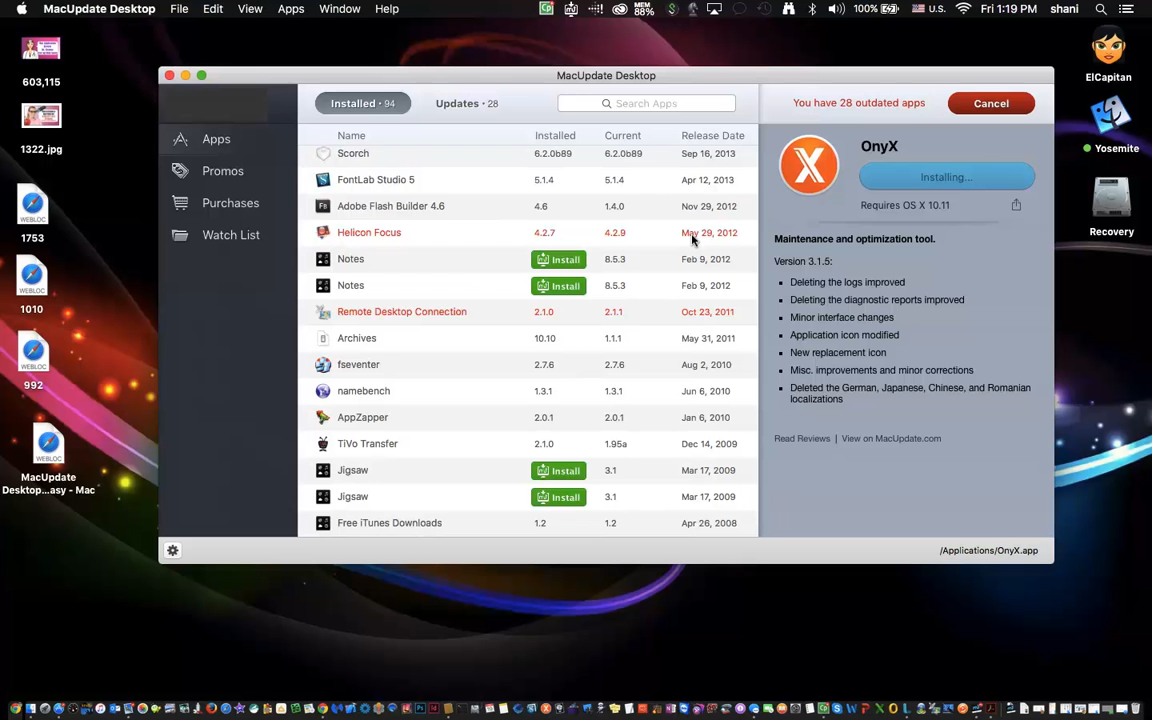 MacUpdate Desktop File Edit View Apps Window Help MEM 88% 100% U.S. Fri 1:19 PM shani
603,115
1322.jpg
WEBLOC
1753
WEBLOC
1010
WEBLOC
992
WEBLOC
MacUpdate
Desktop...asy - Mac
ElCapitan
Yosemite
Recovery
MacUpdate Desktop
Apps
Promos
Purchases
Watch List
Installed • 94 Updates • 28 Search Apps
Name Installed Current Release Date
Scorch 6.2.0b89 6.2.0b89 Sep 16, 2013
FontLab Studio 5 5.1.4 5.1.4 Apr 12, 2013
Adobe Flash Builder 4.6 4.6 1.4.0 Nov 29, 2012
Helicon Focus 4.2.7 4.2.9 May 29, 2012
Notes Install 8.5.3 Feb 9, 2012
Notes Install 8.5.3 Feb 9, 2012
Remote Desktop Connection 2.1.0 2.1.1 Oct 23, 2011
Archives 10.10 1.1.1 May 31, 2011
fseventer 2.7.6 2.7.6 Aug 2, 2010
namebench 1.3.1 1.3.1 Jun 6, 2010
AppZapper 2.0.1 2.0.1 Jan 6, 2010
TiVo Transfer 2.1.0 1.95a Dec 14, 2009
Jigsaw Install 3.1 Mar 17, 2009
Jigsaw Install 3.1 Mar 17, 2009
Free iTunes Downloads 1.2 1.2 Apr 26, 2008
You have 28 outdated apps Cancel
OnyX
Installing...
Requires OS X 10.11
Maintenance and optimization tool.
Version 3.1.5:
▪ Deleting the logs improved
▪ Deleting the diagnostic reports improved
▪ Minor interface changes
▪ Application icon modified
▪ New replacement icon
▪ Misc. improvements and minor corrections
▪ Deleted the German, Japanese, Chinese, and Romanian
localizations
Read Reviews | View on MacUpdate.com
/Applications/OnyX.app